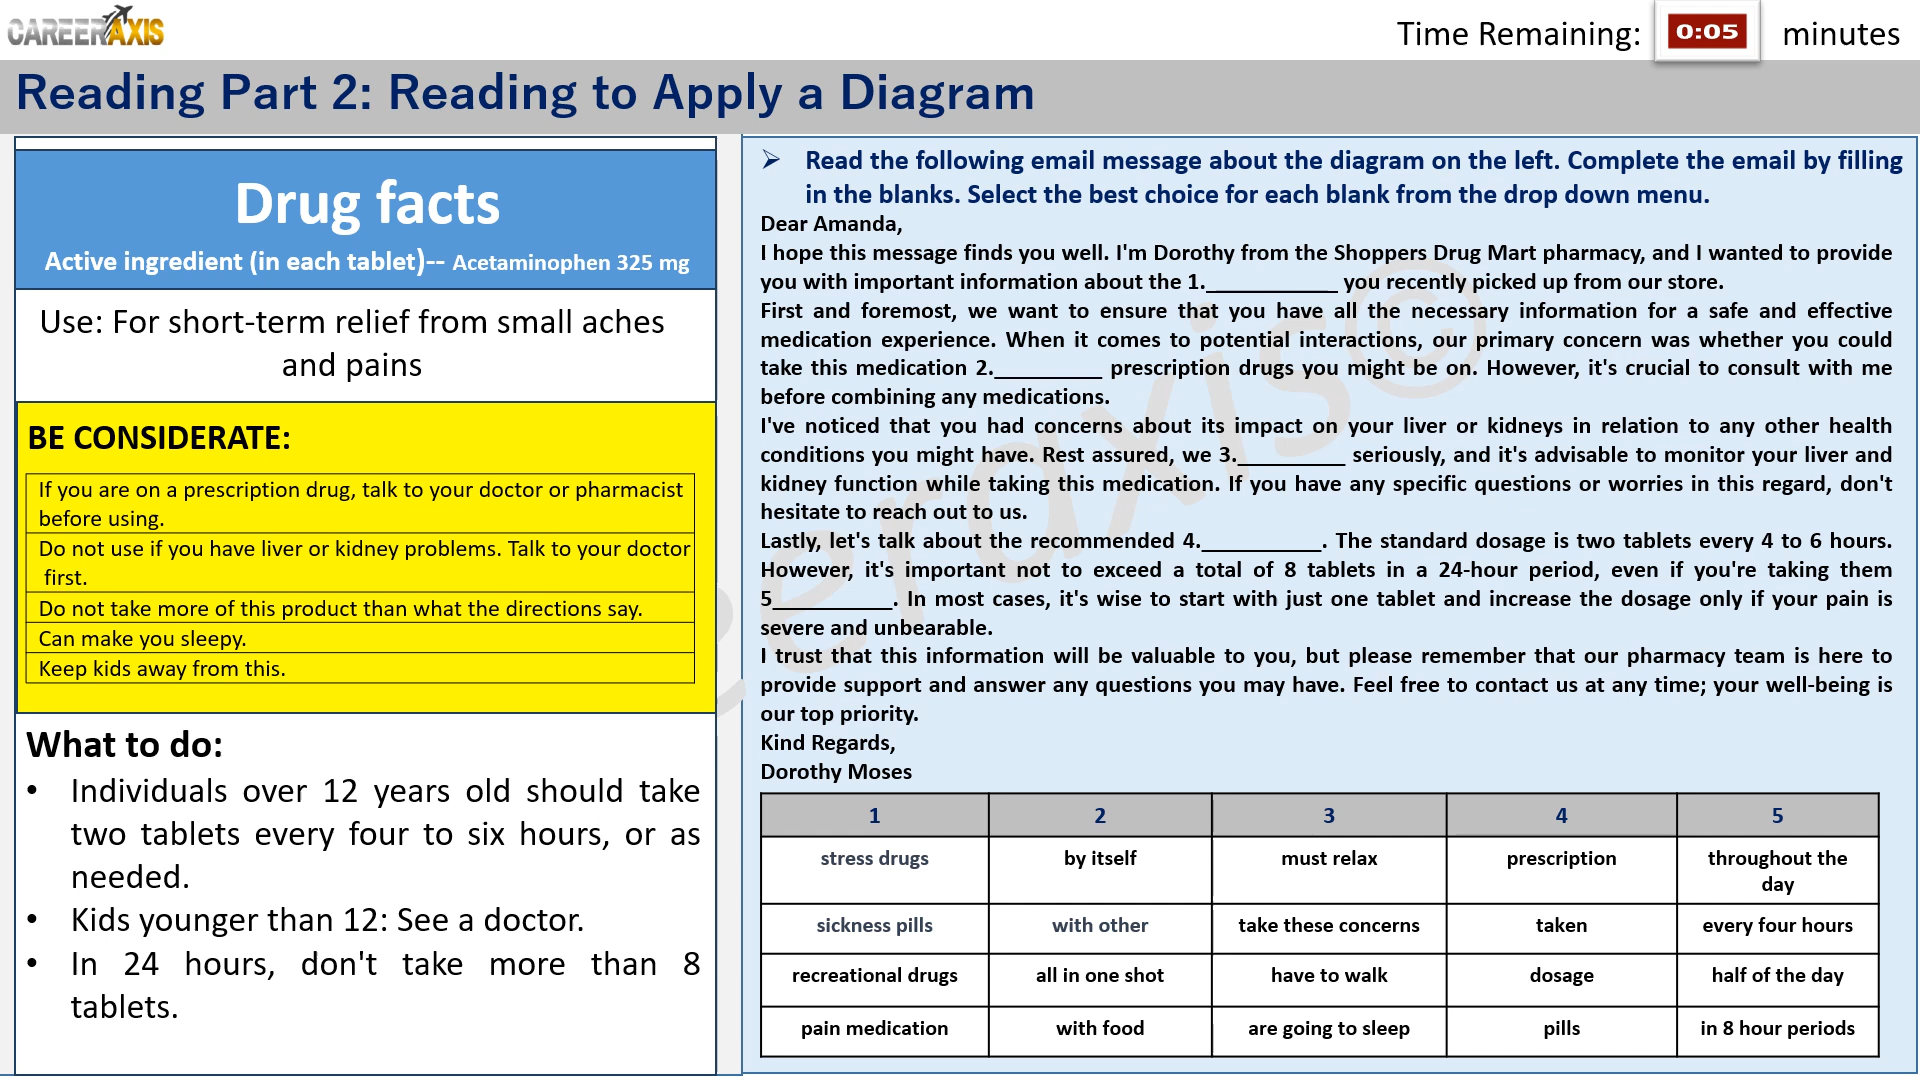 CAREERAXIS
Time Remaining: 0:05 minutes
Reading Part 2: Reading to Apply a Diagram
Drug facts
Active ingredient (in each tablet)-- Acetaminophen 325 mg
Use: For short-term relief from small aches
and pains
BE CONSIDERATE:
If you are on a prescription drug, talk to your doctor or pharmacist
before using.
Do not use if you have liver or kidney problems. Talk to your doctor
first.
Do not take more of this product than what the directions say.
Can make you sleepy.
Keep kids away from this.
What to do:
• Individuals over 12 years old should take
two tablets every four to six hours, or as
needed.
• Kids younger than 12: See a doctor.
• In 24 hours, don't take more than 8
tablets.
➢ Read the following email message about the diagram on the left. Complete the email by filling
in the blanks. Select the best choice for each blank from the drop down menu.
Dear Amanda,
I hope this message finds you well. I'm Dorothy from the Shoppers Drug Mart pharmacy, and I wanted to provide
you with important information about the 1.___________ you recently picked up from our store.
First and foremost, we want to ensure that you have all the necessary information for a safe and effective
medication experience. When it comes to potential interactions, our primary concern was whether you could
take this medication 2._________ prescription drugs you might be on. However, it's crucial to consult with me
before combining any medications.
I've noticed that you had concerns about its impact on your liver or kidneys in relation to any other health
conditions you might have. Rest assured, we 3._________ seriously, and it's advisable to monitor your liver and
kidney function while taking this medication. If you have any specific questions or worries in this regard, don't
hesitate to reach out to us.
Lastly, let's talk about the recommended 4.__________. The standard dosage is two tablets every 4 to 6 hours.
However, it's important not to exceed a total of 8 tablets in a 24-hour period, even if you're taking them
5__________. In most cases, it's wise to start with just one tablet and increase the dosage only if your pain is
severe and unbearable.
I trust that this information will be valuable to you, but please remember that our pharmacy team is here to
provide support and answer any questions you may have. Feel free to contact us at any time; your well-being is
our top priority.
Kind Regards,
Dorothy Moses
1 2 3 4 5
stress drugs by itself must relax prescription throughout the
day
sickness pills with other take these concerns taken every four hours
recreational drugs all in one shot have to walk dosage half of the day
pain medication with food are going to sleep pills in 8 hour periods